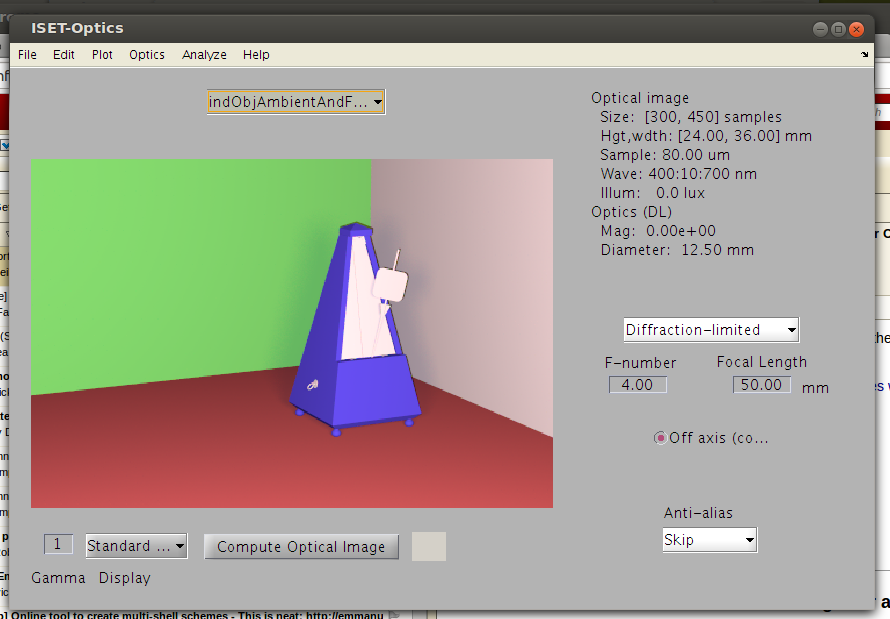 ISET-Optics
File Edit Plot Optics Analyze Help
indObjAmbientAndF...
Optical image
Size: [300, 450] samples
Hgt,wdth: [24.00, 36.00] mm
Sample: 80.00 um
Wave: 400:10:700 nm
Illum: 0.0 lux
Optics (DL)
Mag: 0.00e+00
Diameter: 12.50 mm
Diffraction-limited
F-number Focal Length
4.00 50.00 mm
Off axis (co...
Anti-alias
Skip
1 Standard ... Compute Optical Image
Gamma Display
Online tool to create multi-shell schemes - This is neat: http://emmanu